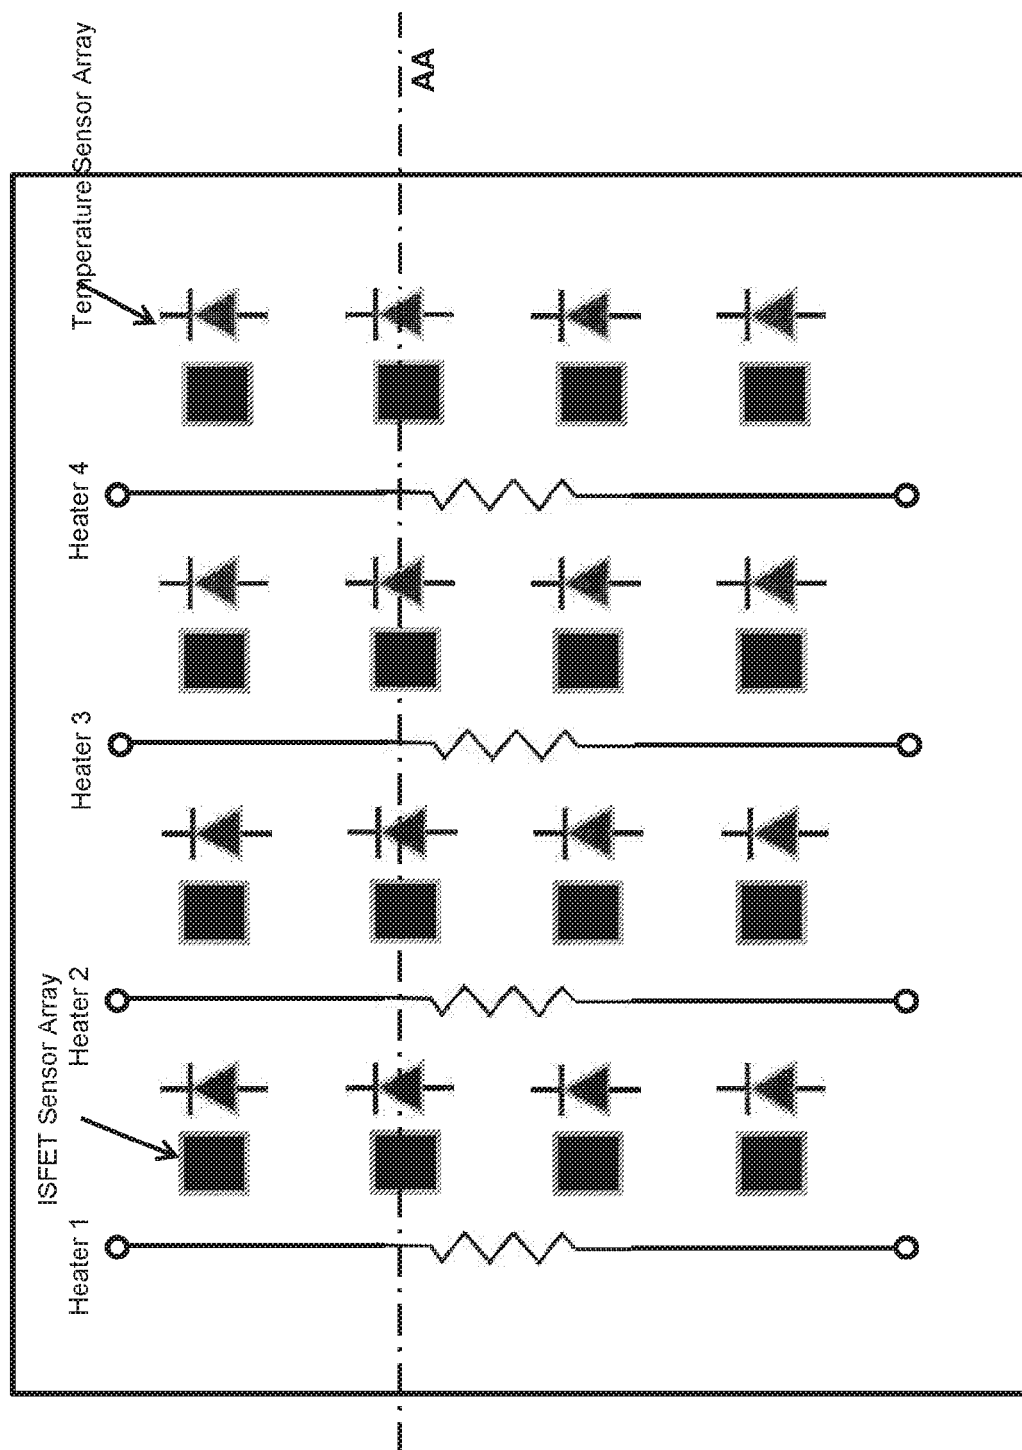 Temperature Sensor Array
AA
Heater 4
Heater 3
Heater 2
ISFET Sensor Array
Heater 1